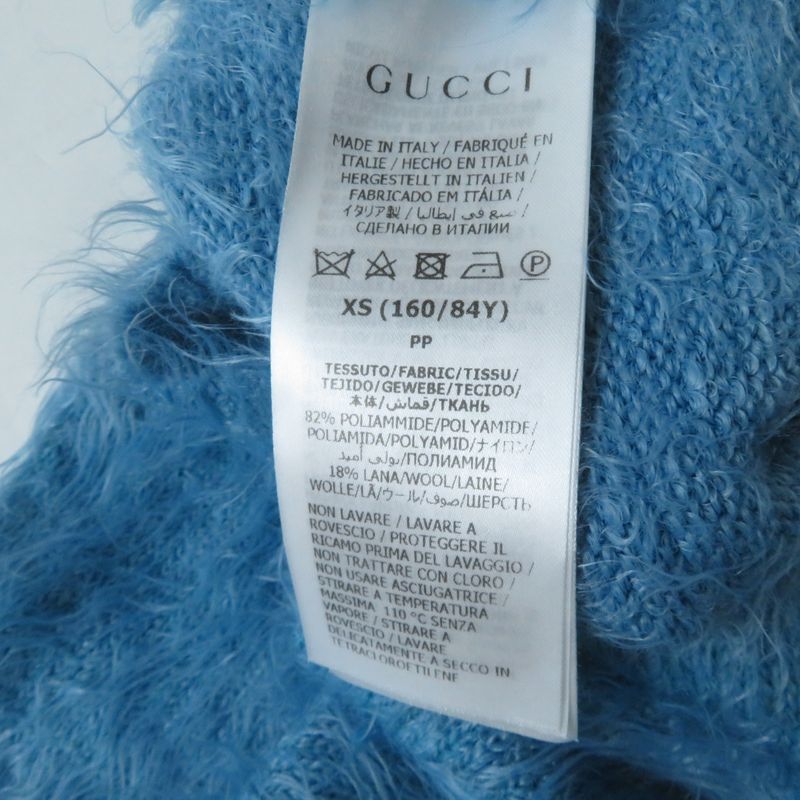 GUCCI
MADE IN ITALY / FABRIQUÉ EN
ITALIE / HECHO EN ITALIA /
HERGESTELLT IN ITALIEN /
FABRICADO EM ITÁLIA /
イタリア製 / صنع في ايطاليا /
СДЕЛАНО В ИТАЛИИ
P
XS (160/84Y)
PP
TESSUTO/FABRIC/TISSU/
TEJIDO/GEWEBE/TECIDO/
本体/قماش/ТКАНЬ
82% POLIAMMIDE/POLYAMIDE/
POLIAMIDA/POLYAMID/ナイロン/
بولي أميد/ПОЛИАМИД
18% LANA/WOOL/LAINE/
WOLLE/LÃ/ウール/صوف/ШЕРСТЬ
NON LAVARE / LAVARE A
ROVESCIO / PROTEGGERE IL
RICAMO PRIMA DEL LAVAGGIO /
NON TRATTARE CON CLORO /
NON USARE ASCIUGATRICE /
STIRARE A TEMPERATURA
MASSIMA 110°C SENZA
VAPORE / STIRARE A
ROVESCIO / LAVARE
DELICATAMENTE A SECCO IN
TETRACLOROETILENE